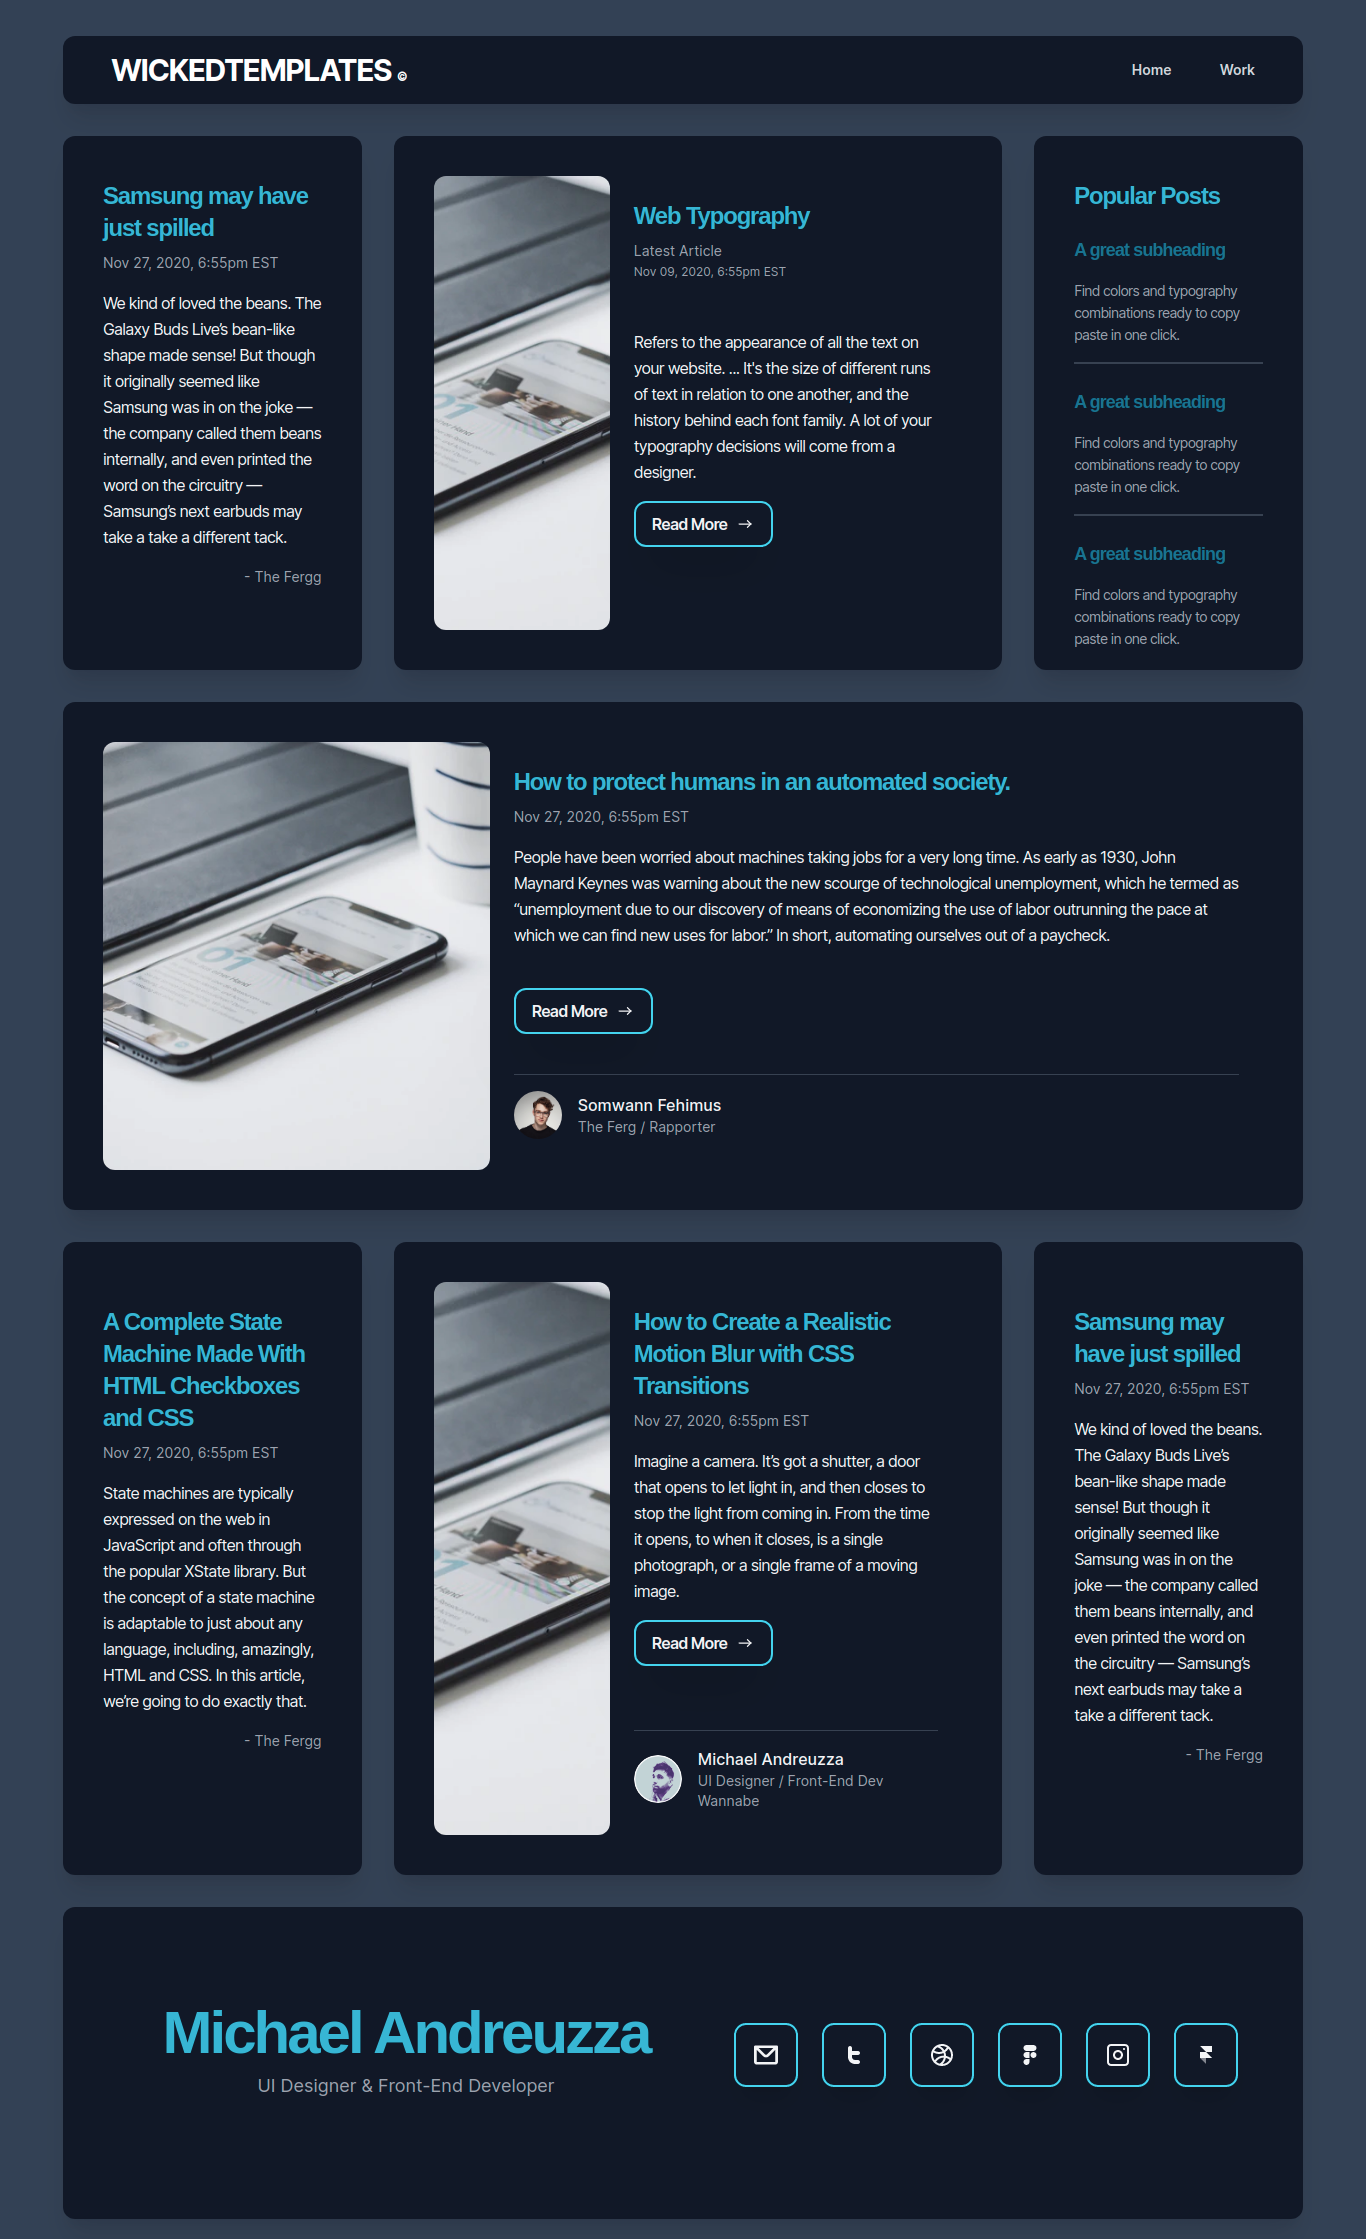 WICKEDTEMPLATES ©
Home
Work
Samsung may have
just spilled
Nov 27, 2020, 6:55pm EST
We kind of loved the beans. The
Galaxy Buds Live’s bean-like
shape made sense! But though
it originally seemed like
Samsung was in on the joke —
the company called them beans
internally, and even printed the
word on the circuitry —
Samsung’s next earbuds may
take a take a different tack.
- The Fergg
Web Typography
Latest Article
Nov 09, 2020, 6:55pm EST
Refers to the appearance of all the text on
your website. ... It's the size of different runs
of text in relation to one another, and the
history behind each font family. A lot of your
typography decisions will come from a
designer.
Read More →
Popular Posts
A great subheading
Find colors and typography
combinations ready to copy
paste in one click.
A great subheading
Find colors and typography
combinations ready to copy
paste in one click.
A great subheading
Find colors and typography
combinations ready to copy
paste in one click.
01
How to protect humans in an automated society.
Nov 27, 2020, 6:55pm EST
People have been worried about machines taking jobs for a very long time. As early as 1930, John
Maynard Keynes was warning about the new scourge of technological unemployment, which he termed as
“unemployment due to our discovery of means of economizing the use of labor outrunning the pace at
which we can find new uses for labor.” In short, automating ourselves out of a paycheck.
Read More →
Somwann Fehimus
The Ferg / Rapporter
A Complete State
Machine Made With
HTML Checkboxes
and CSS
Nov 27, 2020, 6:55pm EST
State machines are typically
expressed on the web in
JavaScript and often through
the popular XState library. But
the concept of a state machine
is adaptable to just about any
language, including, amazingly,
HTML and CSS. In this article,
we’re going to do exactly that.
- The Fergg
How to Create a Realistic
Motion Blur with CSS
Transitions
Nov 27, 2020, 6:55pm EST
Imagine a camera. It’s got a shutter, a door
that opens to let light in, and then closes to
stop the light from coming in. From the time
it opens, to when it closes, is a single
photograph, or a single frame of a moving
image.
Read More →
Michael Andreuzza
UI Designer / Front-End Dev
Wannabe
Samsung may
have just spilled
Nov 27, 2020, 6:55pm EST
We kind of loved the beans.
The Galaxy Buds Live’s
bean-like shape made
sense! But though it
originally seemed like
Samsung was in on the
joke — the company called
them beans internally, and
even printed the word on
the circuitry — Samsung’s
next earbuds may take a
take a different tack.
- The Fergg
Michael Andreuzza
UI Designer & Front-End Developer